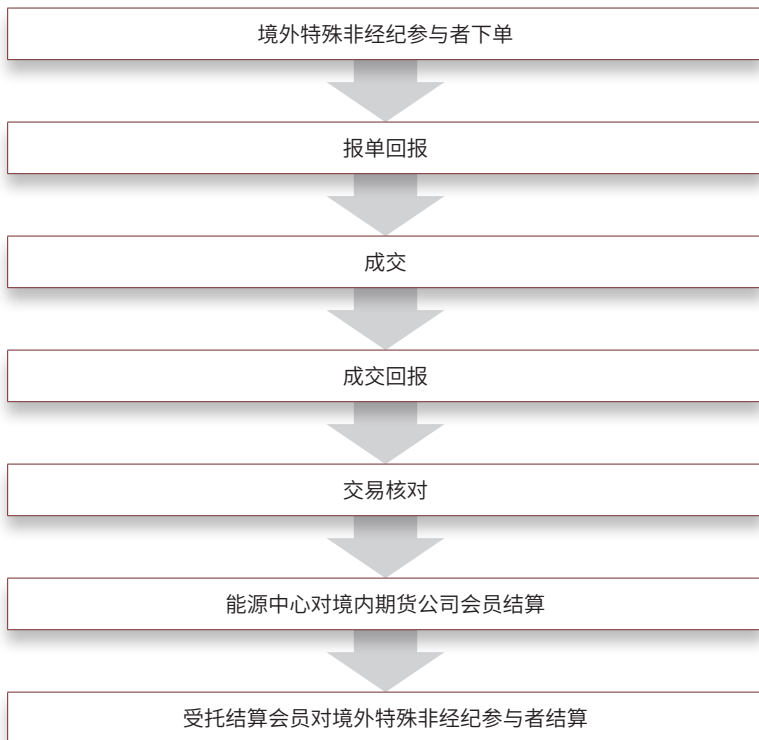 境外特殊非经纪参与者下单
报单回报
成交
成交回报
交易核对
能源中心对境内期货公司会员结算
受托结算会员对境外特殊非经纪参与者结算